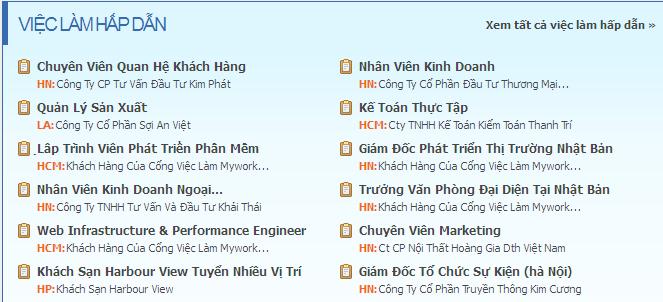 VIỆC LÀM HẤP DẪN
Xem tất cả việc làm hấp dẫn »
Chuyên Viên Quan Hệ Khách Hàng
HN: Công Ty CP Tư Vấn Đầu Tư Kim Phát
Quản Lý Sản Xuất
LA: Công Ty Cổ Phần Sợi An Việt
Lập Trình Viên Phát Triển Phần Mềm
HCM: Khách Hàng Của Cổng Việc Làm Mywork...
Nhân Viên Kinh Doanh Ngoại...
HN: Công Ty TNHH Tư Vấn Và Đầu Tư Khải Thái
Web Infrastructure & Performance Engineer
HCM: Khách Hàng Của Cổng Việc Làm Mywork...
Khách Sạn Harbour View Tuyển Nhiều Vị Trí
HP: Khách Sạn Harbour View
Nhân Viên Kinh Doanh
HN: Công Ty Cổ Phần Đầu Tư Thương Mại...
Kế Toán Thực Tập
HCM: Cty TNHH Kế Toán Kiểm Toán Thanh Trí
Giám Đốc Phát Triển Thị Trường Nhật Bản
HN: Khách Hàng Của Cổng Việc Làm Mywork...
Trưởng Văn Phòng Đại Diện Tại Nhật Bản
HN: Khách Hàng Của Cổng Việc Làm Mywork...
Chuyên Viên Marketing
HN: Ct CP Nội Thất Hoàng Gia Dth Việt Nam
Giám Đốc Tổ Chức Sự Kiện (hà Nội)
HN: Công Ty Cổ Phần Truyền Thông Kim Cương